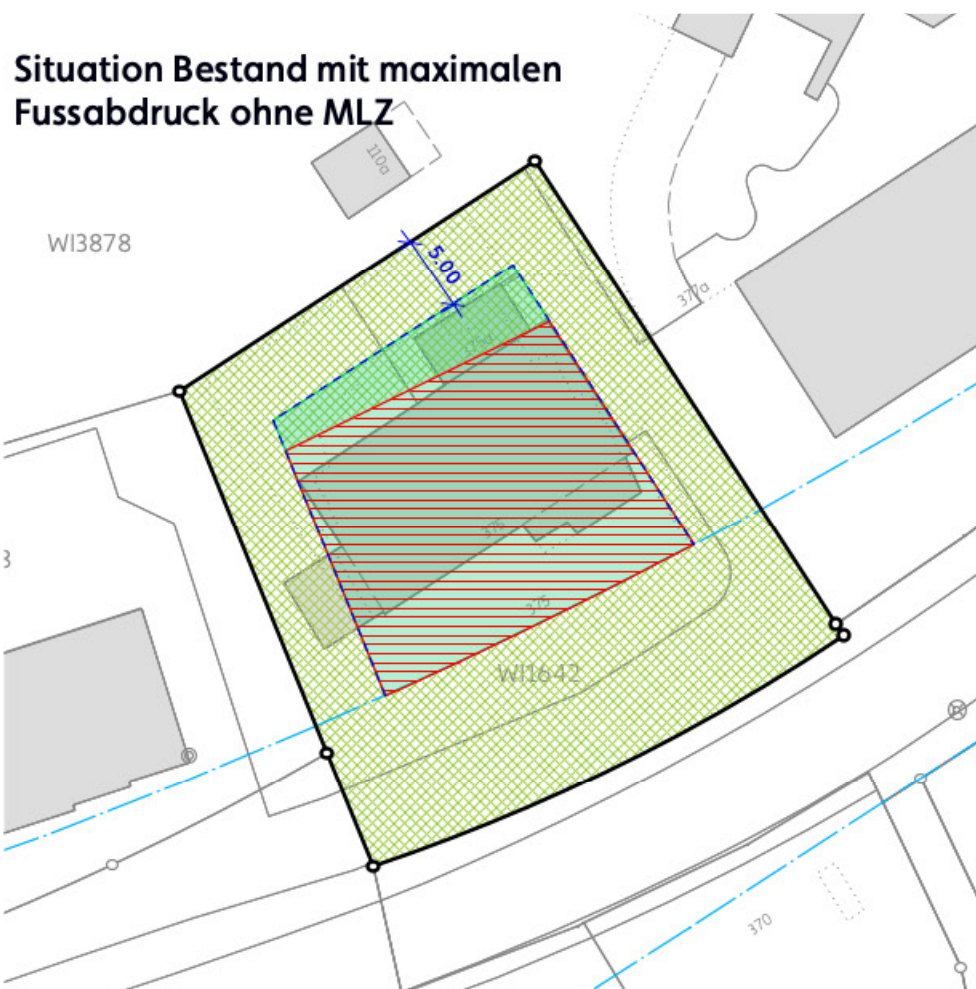 Situation Bestand mit maximalen
Fussabdruck ohne MLZ
110a
WI3878
5.00
377a
375
375
WI1642
370